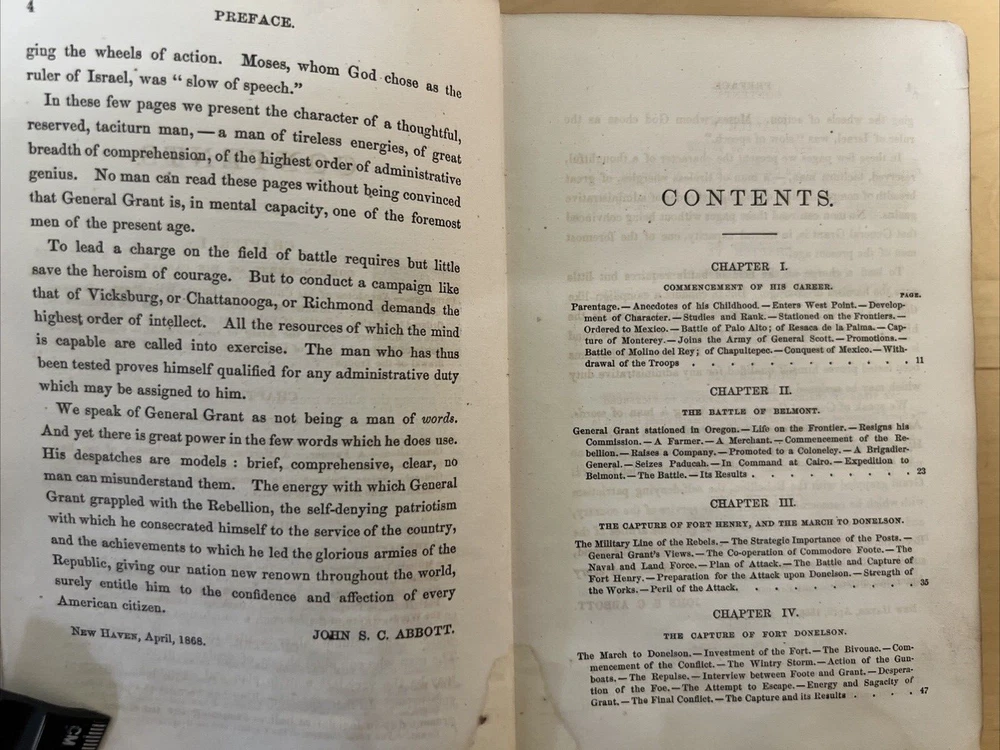 4
PREFACE.
ging the wheels of action. Moses, whom God chose as the
ruler of Israel, was “ slow of speech.”
In these few pages we present the character of a thoughtful,
reserved, taciturn man, — a man of tireless energies, of great
breadth of comprehension, of the highest order of administrative
genius. No man can read these pages without being convinced
that General Grant is, in mental capacity, one of the foremost
men of the present age.
To lead a charge on the field of battle requires but little
save the heroism of courage. But to conduct a campaign like
that of Vicksburg, or Chattanooga, or Richmond demands the
highest order of intellect. All the resources of which the mind
is capable are called into exercise. The man who has thus
been tested proves himself qualified for any administrative duty
which may be assigned to him.
We speak of General Grant as not being a man of words.
And yet there is great power in the few words which he does use.
His despatches are models : brief, comprehensive, clear, no
man can misunderstand them. The energy with which General
Grant grappled with the Rebellion, the self-denying patriotism
with which he consecrated himself to the service of the country,
and the achievements to which he led the glorious armies of the
Republic, giving our nation new renown throughout the world,
surely entitle him to the confidence and affection of every
American citizen.
JOHN S. C. ABBOTT.
NEW HAVEN, April, 1868.
CM
CONTENTS.
CHAPTER I.
COMMENCEMENT OF HIS CAREER.
PAGE.
Parentage. — Anecdotes of his Childhood. — Enters West Point. — Develop-
ment of Character. — Studies and Rank. — Stationed on the Frontiers. —
Ordered to Mexico. — Battle of Palo Alto; of Resaca de la Palma. — Cap-
ture of Monterey. — Joins the Army of General Scott. — Promotions. —
Battle of Molino del Rey; of Chapultepec. — Conquest of Mexico. — With-
drawal of the Troops . . . . . . . . . . . 11
CHAPTER II.
THE BATTLE OF BELMONT.
General Grant stationed in Oregon. — Life on the Frontier. — Resigns his
Commission. — A Farmer. — A Merchant. — Commencement of the Re-
bellion. — Raises a Company. — Promoted to a Colonelcy. — A Brigadier-
General. — Seizes Paducah. — In Command at Cairo. — Expedition to
Belmont. — The Battle. — Its Results . . . . . . . . 23
CHAPTER III.
THE CAPTURE OF FORT HENRY, AND THE MARCH TO DONELSON.
The Military Line of the Rebels. — The Strategic Importance of the Posts. —
General Grant's Views. — The Co-operation of Commodore Foote. — The
Naval and Land Force. — Plan of Attack. — The Battle and Capture of
Fort Henry. — Preparation for the Attack upon Donelson. — Strength of
the Works. — Peril of the Attack. . . . . . . . . . 35
CHAPTER IV.
THE CAPTURE OF FORT DONELSON.
The March to Donelson. — Investment of the Fort. — The Bivouac. — Com-
mencement of the Conflict. — The Wintry Storm. — Action of the Gun-
boats. — The Repulse. — Interview between Foote and Grant. — Despera-
tion of the Foe. — The Attempt to Escape. — Energy and Sagacity of
Grant. — The Final Conflict. — The Capture and its Results . . . . 47